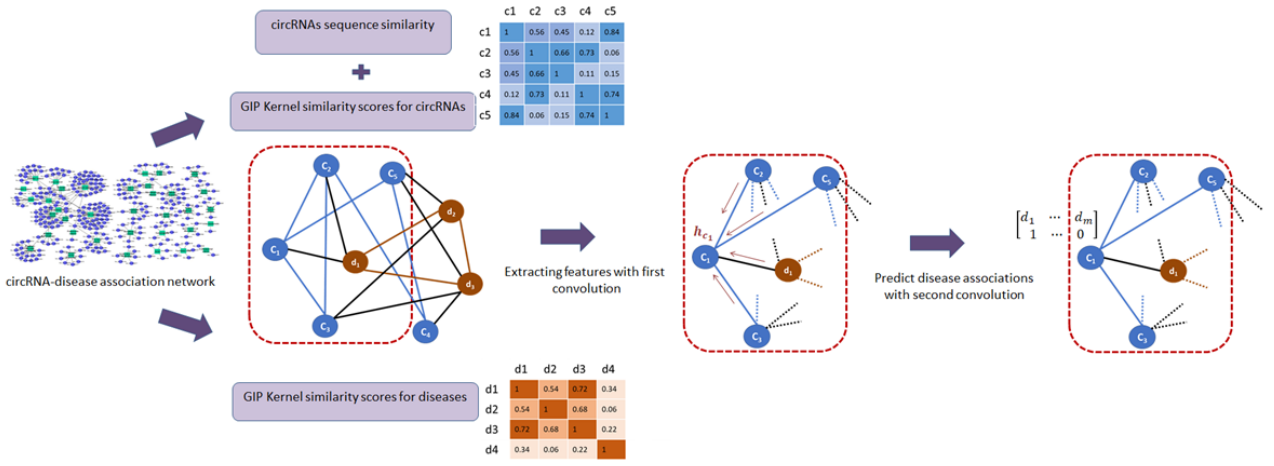 circRNAs sequence similarity
GIP Kernel similarity scores for circRNAs
c1 c2 c3 c4 c5
c1 1 0.56 0.45 0.12 0.84
c2 0.56 1 0.66 0.73 0.06
c3 0.45 0.66 1 0.11 0.15
c4 0.12 0.73 0.11 1 0.74
c5 0.84 0.06 0.15 0.74 1
circRNA-disease association network
C2
C5
d2
C1
d1
d3
C3
C4
Extracting features with first
convolution
C2
C5
hc1
C1
d1
C3
Predict disease associations
with second convolution
d1 ... dm
1 ... 0
C2
C5
C1
d1
C3
GIP Kernel similarity scores for diseases
d1 d2 d3 d4
d1 1 0.54 0.72 0.34
d2 0.54 1 0.68 0.06
d3 0.72 0.68 1 0.22
d4 0.34 0.06 0.22 1